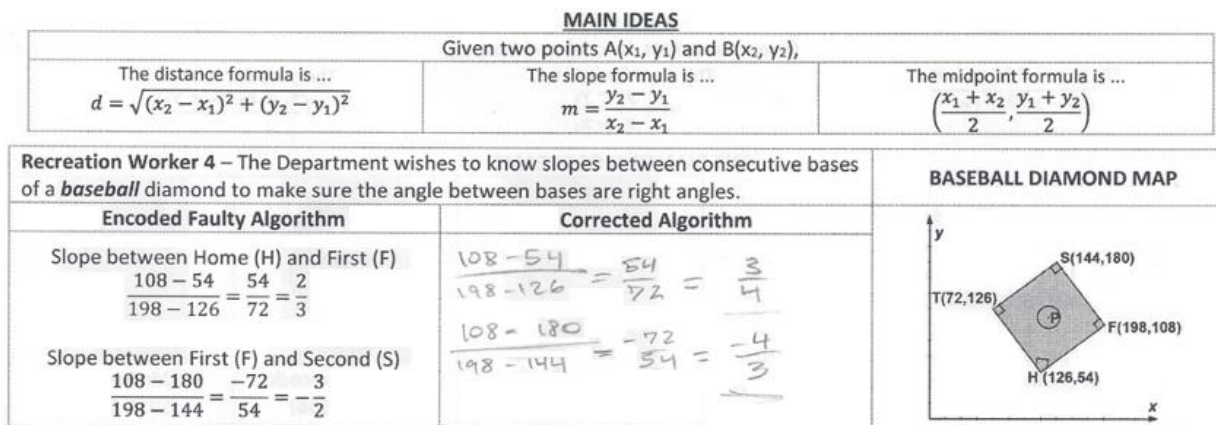 MAIN IDEAS
Given two points A(x₁, y₁) and B(x₂, y₂),
The distance formula is ...
d = √((x₂ − x₁)² + (y₂ − y₁)²)
The slope formula is ...
m = (y₂ − y₁)/(x₂ − x₁)
The midpoint formula is ...
((x₁ + x₂)/2, (y₁ + y₂)/2)
Recreation Worker 4 – The Department wishes to know slopes between consecutive bases
of a baseball diamond to make sure the angle between bases are right angles.
Encoded Faulty Algorithm
Slope between Home (H) and First (F)
(108 − 54)/(198 − 126) = 54/72 = 2/3
Slope between First (F) and Second (S)
(108 − 180)/(198 − 144) = −72/54 = −3/2
Corrected Algorithm
(108 − 54)/(198 − 126) = 54/72 = 3/4
(108 − 180)/(198 − 144) = −72/54 = −4/3
BASEBALL DIAMOND MAP
y
S(144,180)
T(72,126)
P
F(198,108)
H (126,54)
x